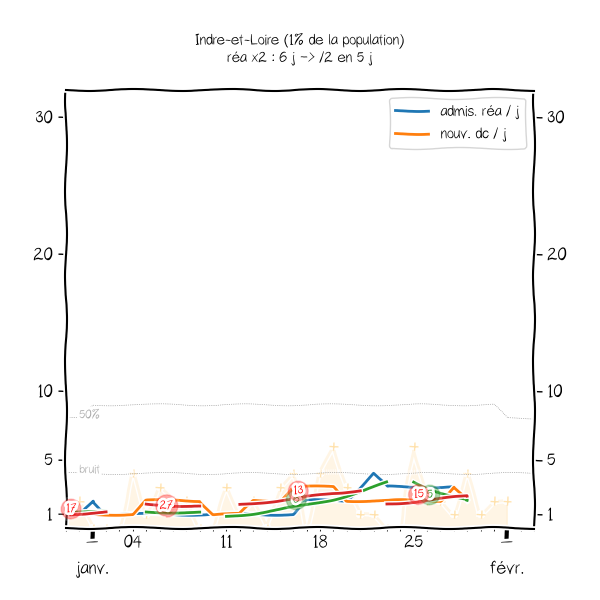 Indre-et-Loire (1% de la population)
réa x2 : 6 j -> /2 en 5 j
admis. réa / j
nouv. dc / j
30
30
20
20
10
10
50%
5
5
bruit
17
27
13
15
1
1
04
11
18
25
janv.
févr.